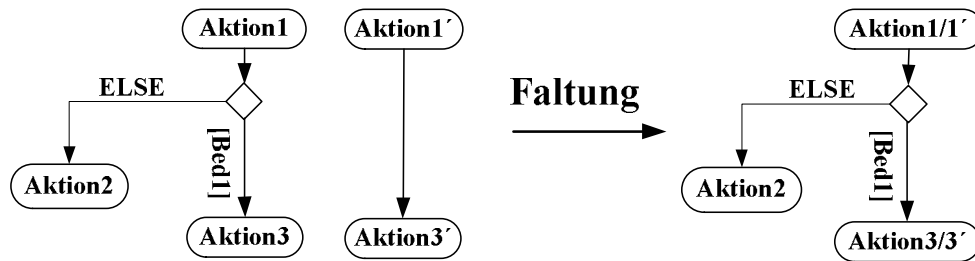 Aktion1
Aktion1´
ELSE
[Bed1]
Aktion2
Aktion3
Aktion3´
Faltung
Aktion1/1´
ELSE
[Bed1]
Aktion2
Aktion3/3´